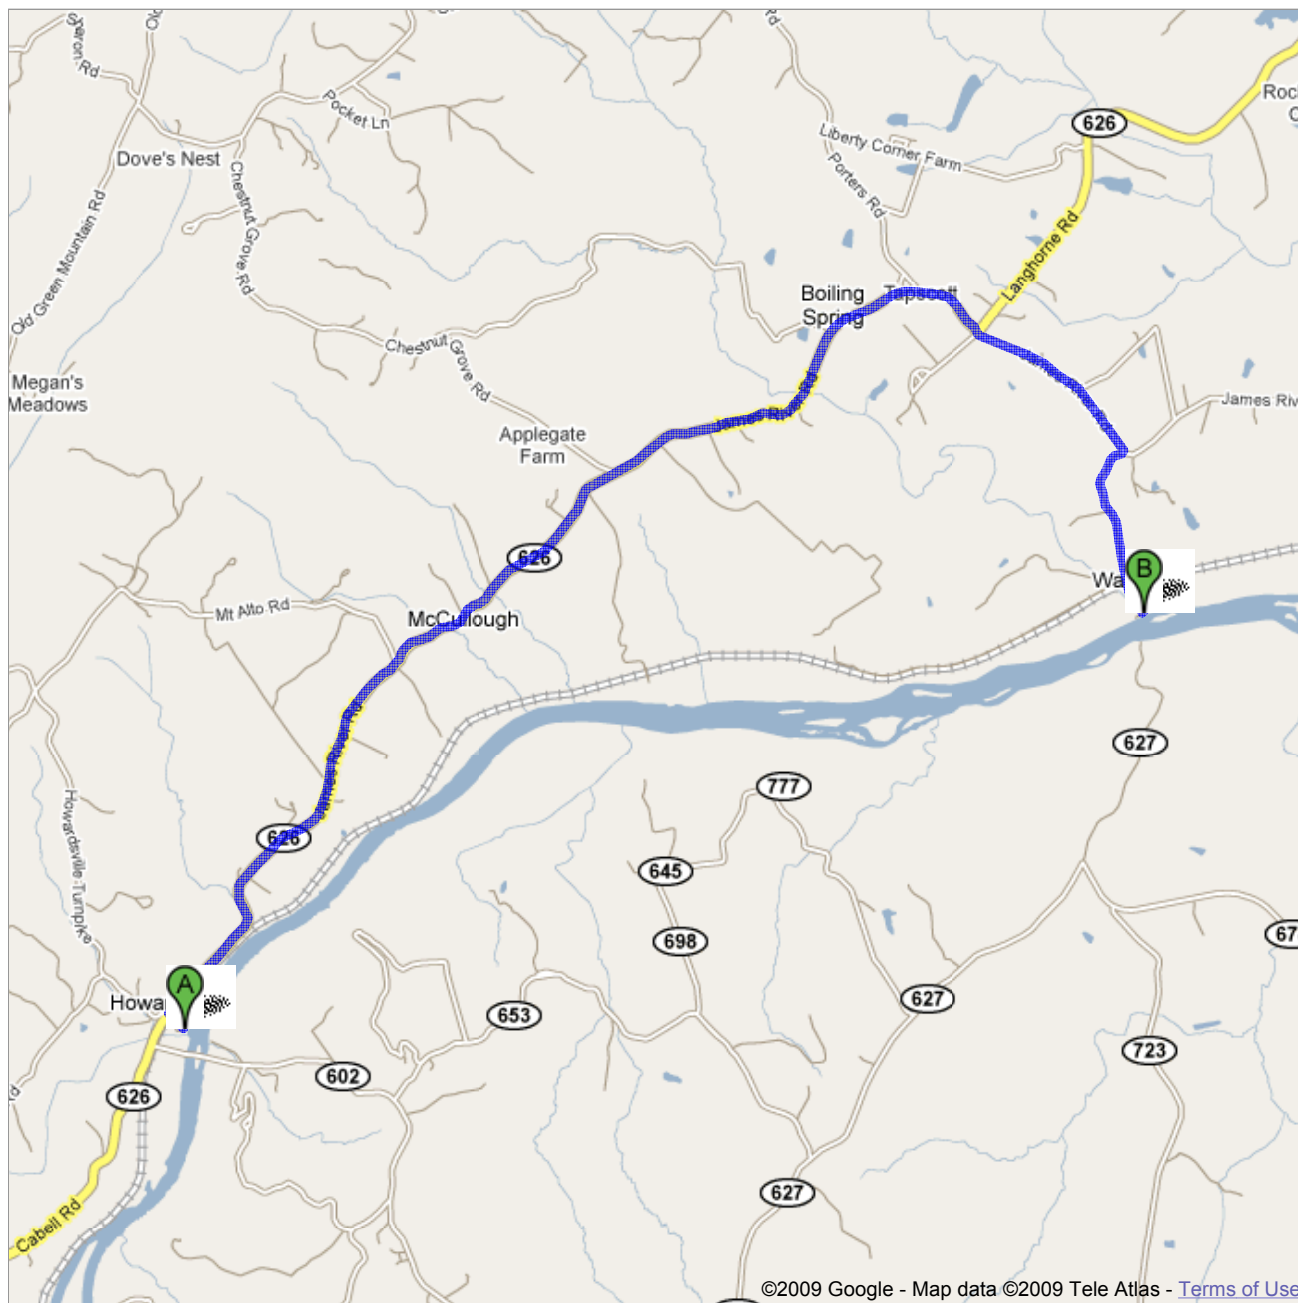 Old Green Mountain Rd
Pocket Ln
Dove's Nest
Chestnut Grove Rd
Liberty Corner Farm
Porters Rd
626
Langhorne Rd
Boiling
Spring
Tapscott
Chestnut Grove Rd
Megan's
Meadows
Applegate
Farm
James Riv
626
Mt Alto Rd
McCullough
B
Wa
627
777
645
698
626
Howardsville Turnpike
A
Howa
653
627
67
602
626
723
627
Cabell Rd
©2009 Google - Map data ©2009 Tele Atlas - Terms of Use